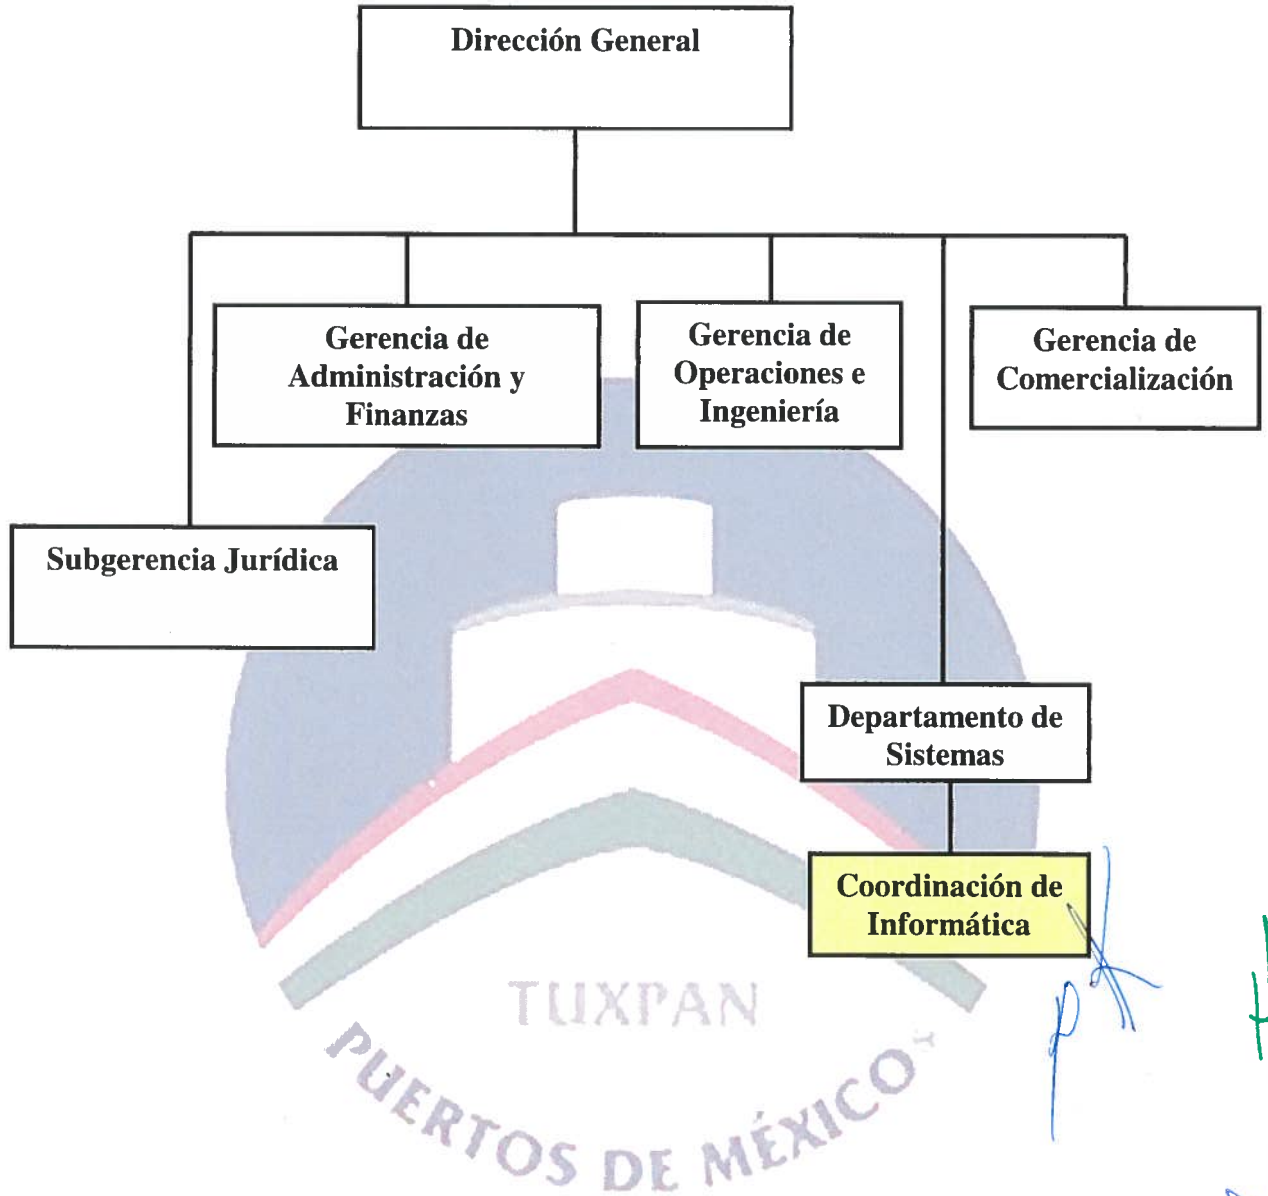 Dirección General
Gerencia de
Administración y
Finanzas
Gerencia de
Operaciones e
Ingeniería
Gerencia de
Comercialización
Subgerencia Jurídica
Departamento de
Sistemas
Coordinación de
Informática
TUXPAN
PUERTOS DE MÉXICO